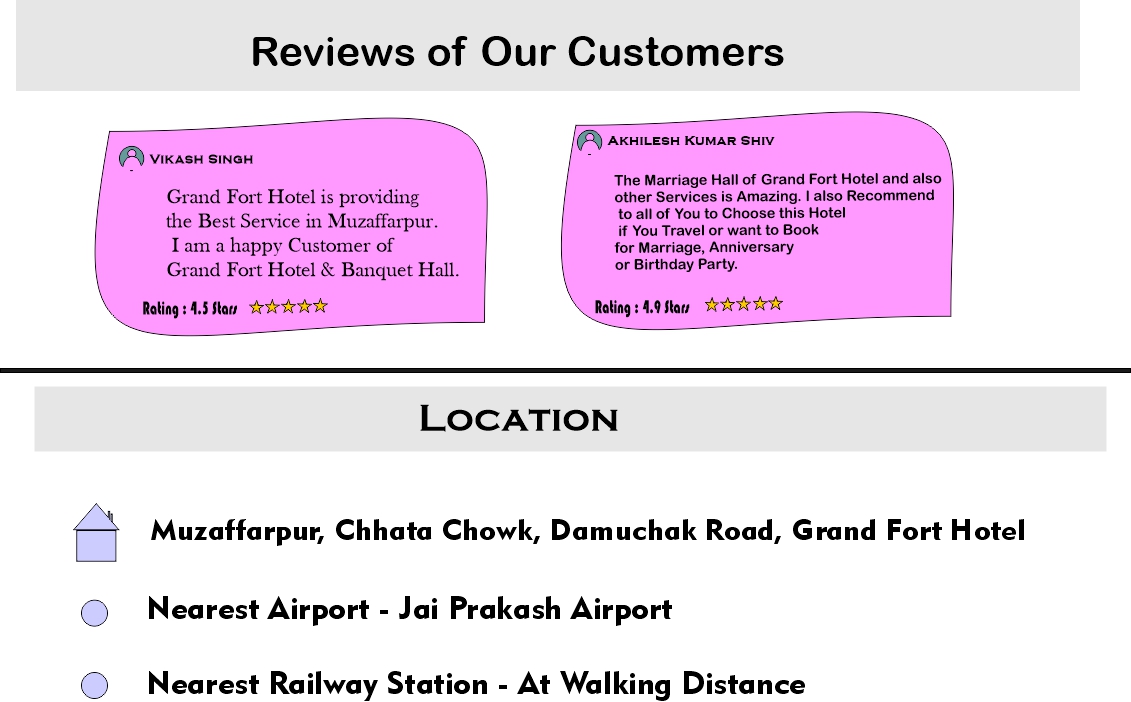 Reviews of Our Customers
Vikash Singh
Grand Fort Hotel is providing
the Best Service in Muzaffarpur.
I am a happy Customer of
Grand Fort Hotel & Banquet Hall.
Rating : 4.5 Stars
Akhilesh Kumar Shiv
The Marriage Hall of Grand Fort Hotel and also
other Services is Amazing. I also Recommend
to all of You to Choose this Hotel
if You Travel or want to Book
for Marriage, Anniversary
or Birthday Party.
Rating : 4.9 Stars
Location
Muzaffarpur, Chhata Chowk, Damuchak Road, Grand Fort Hotel
Nearest Airport - Jai Prakash Airport
Nearest Railway Station - At Walking Distance